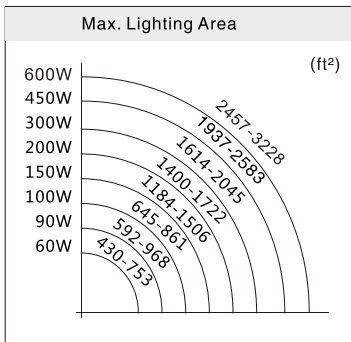 Max. Lighting Area
(ft²)
600W
450W
300W
200W
150W
100W
90W
60W
2457-3228
1937-2583
1614-2045
1400-1722
1184-1506
645-861
592-968
430-753